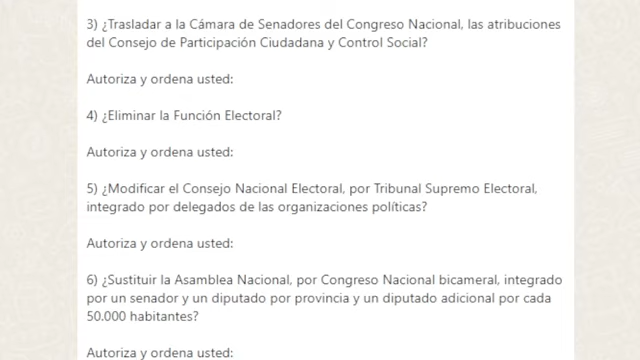 3) ¿Trasladar a la Cámara de Senadores del Congreso Nacional, las atribuciones
del Consejo de Participación Ciudadana y Control Social?
Autoriza y ordena usted:
4) ¿Eliminar la Función Electoral?
Autoriza y ordena usted:
5) ¿Modificar el Consejo Nacional Electoral, por Tribunal Supremo Electoral,
integrado por delegados de las organizaciones políticas?
Autoriza y ordena usted:
6) ¿Sustituir la Asamblea Nacional, por Congreso Nacional bicameral, integrado
por un senador y un diputado por provincia y un diputado adicional por cada
50.000 habitantes?
Autoriza y ordena usted: